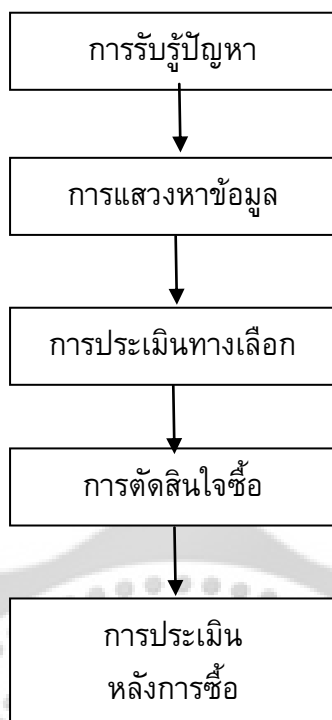 การรับรู้ปัญหา
การแสวงหาข้อมูล
การประเมินทางเลือก
การตัดสินใจซื้อ
การประเมิน
หลังการซื้อ